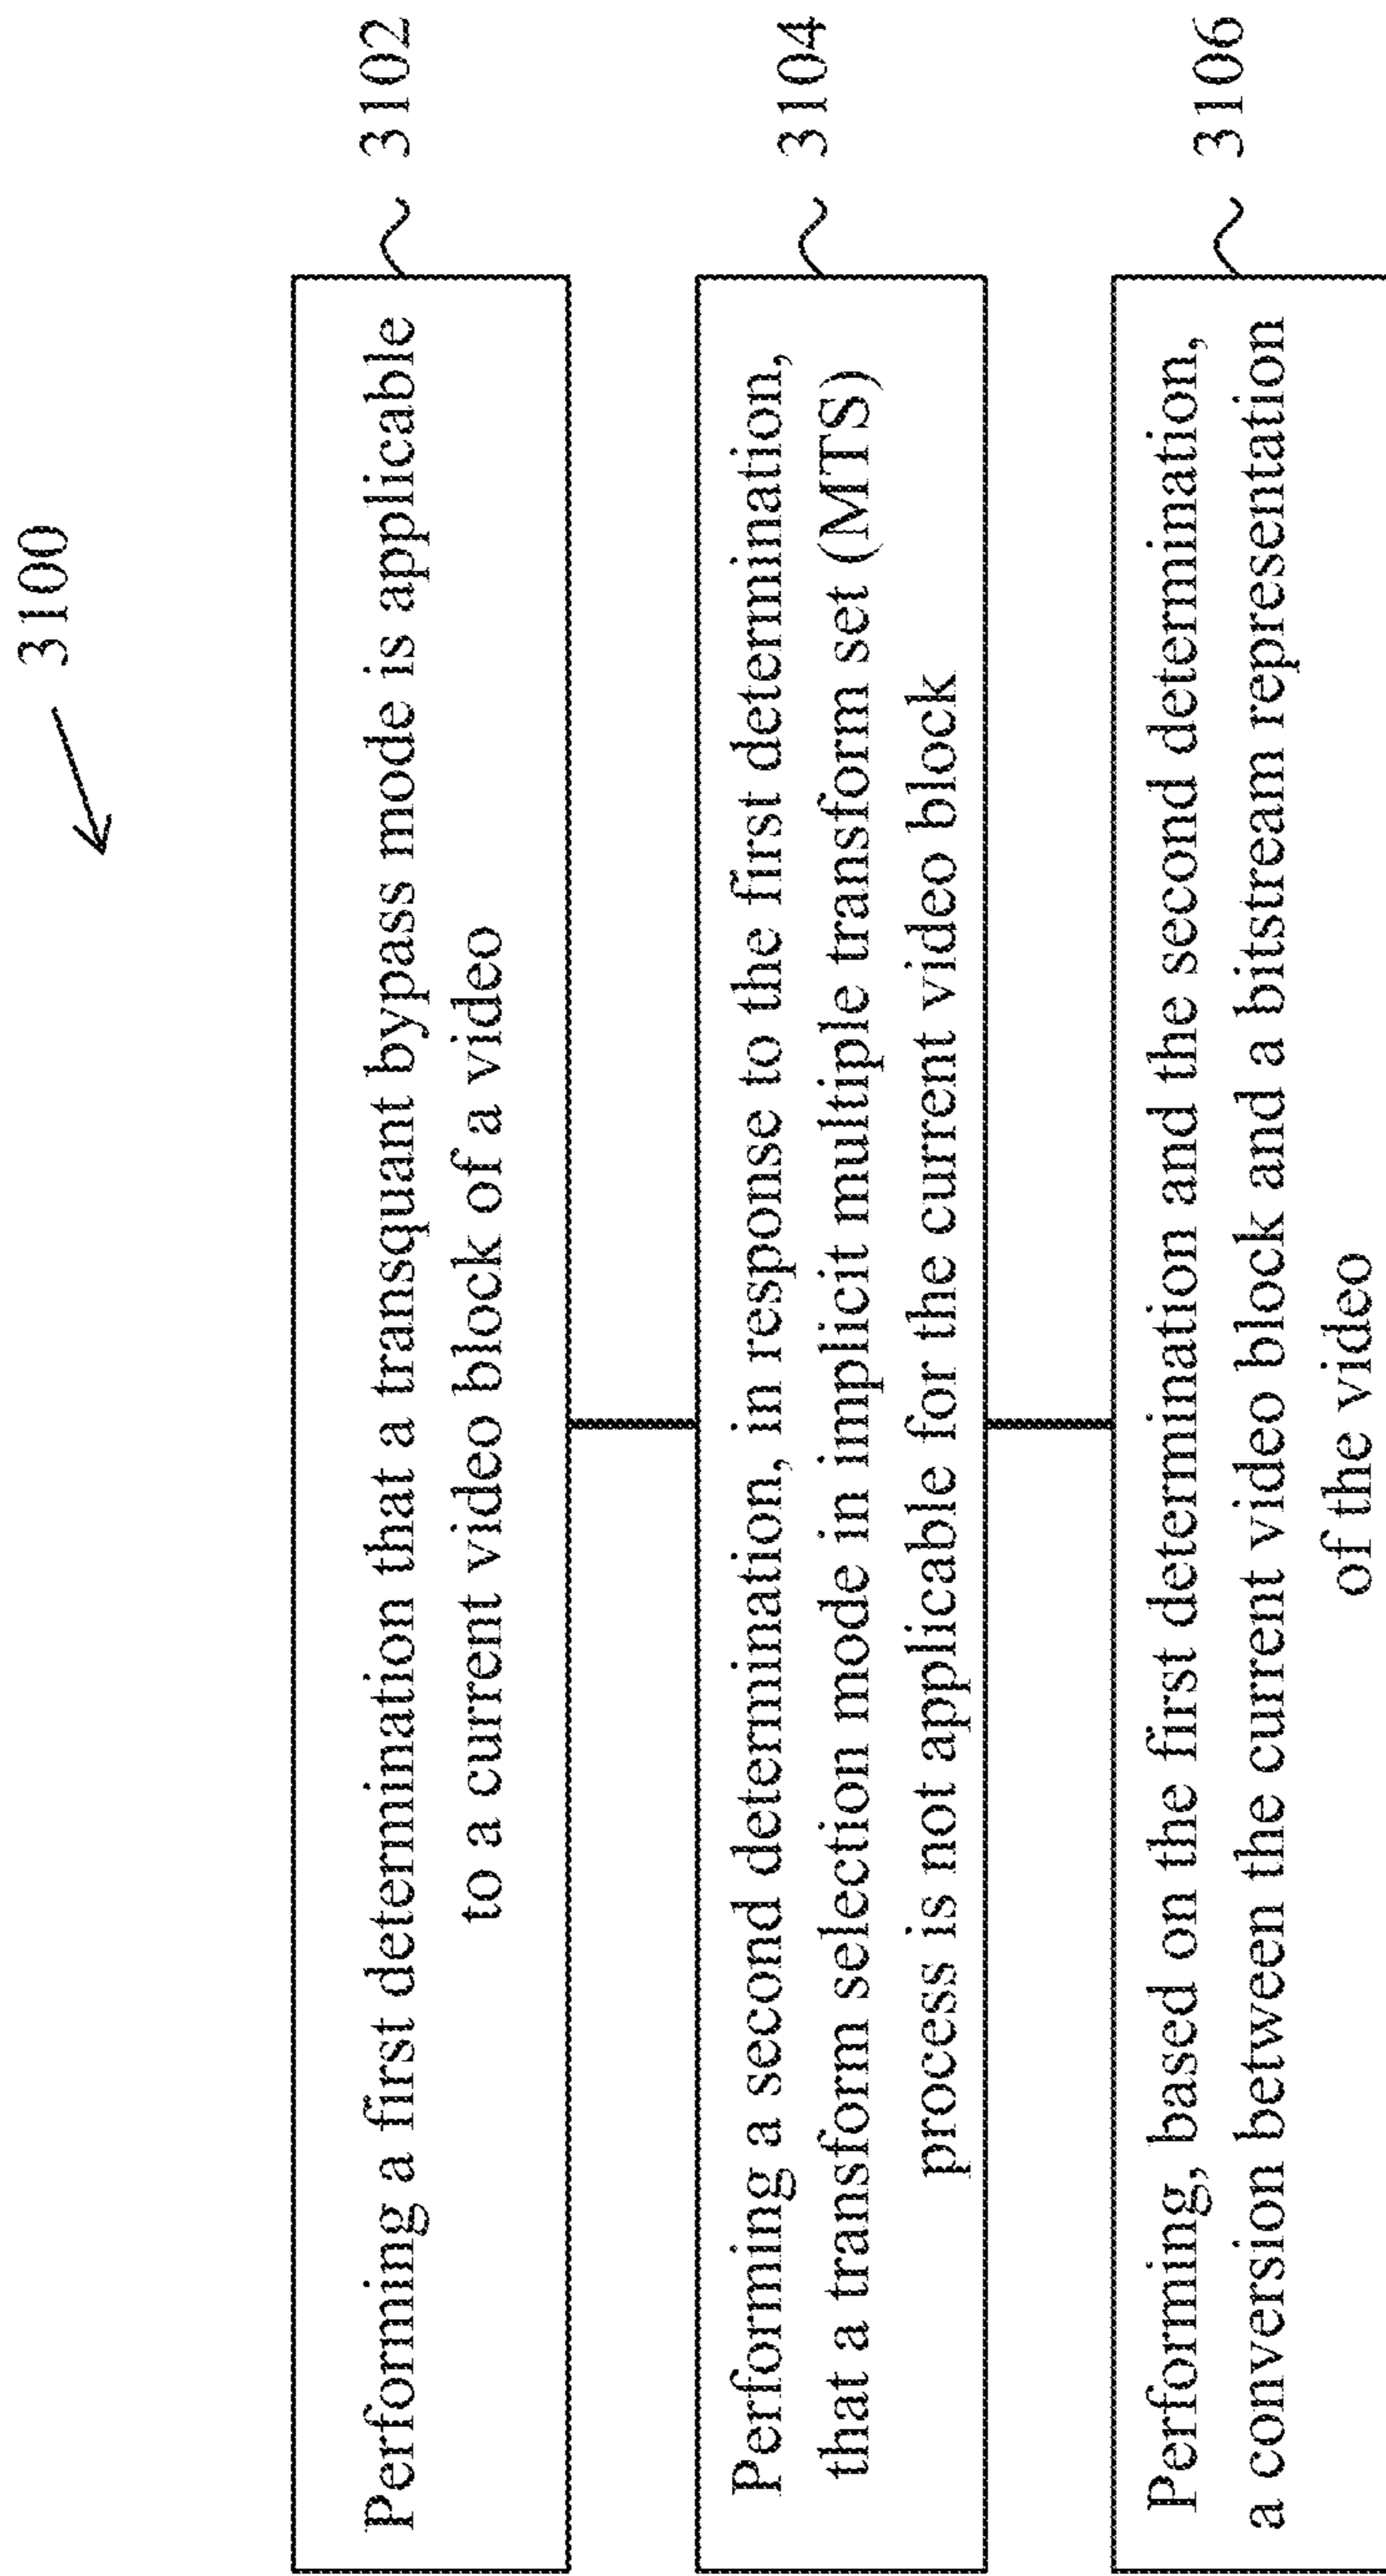 3100
Performing a first determination that a transquant bypass mode is applicable
to a current video block of a video
3102
Performing a second determination, in response to the first determination,
that a transform selection mode in implicit multiple transform set (MTS)
process is not applicable for the current video block
3104
Performing, based on the first determination and the second determination,
a conversion between the current video block and a bitstream representation
of the video
3106